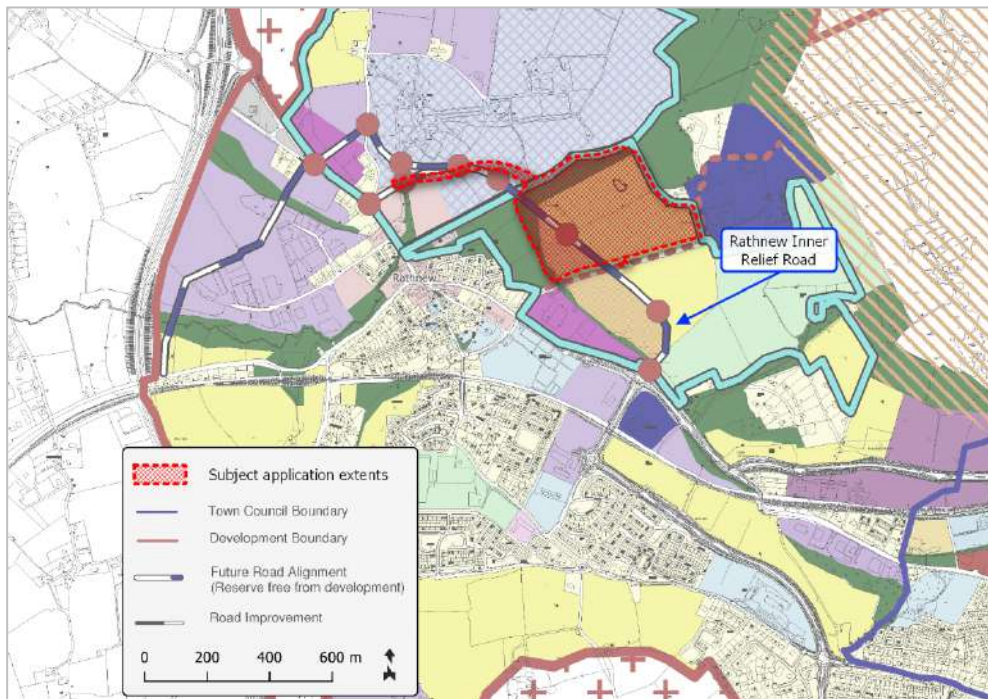 Rathnew Inner
Relief Road
Rathnew
Subject application extents
Town Council Boundary
Development Boundary
Future Road Alignment
(Reserve free from development)
Road Improvement
0 200 400 600 m